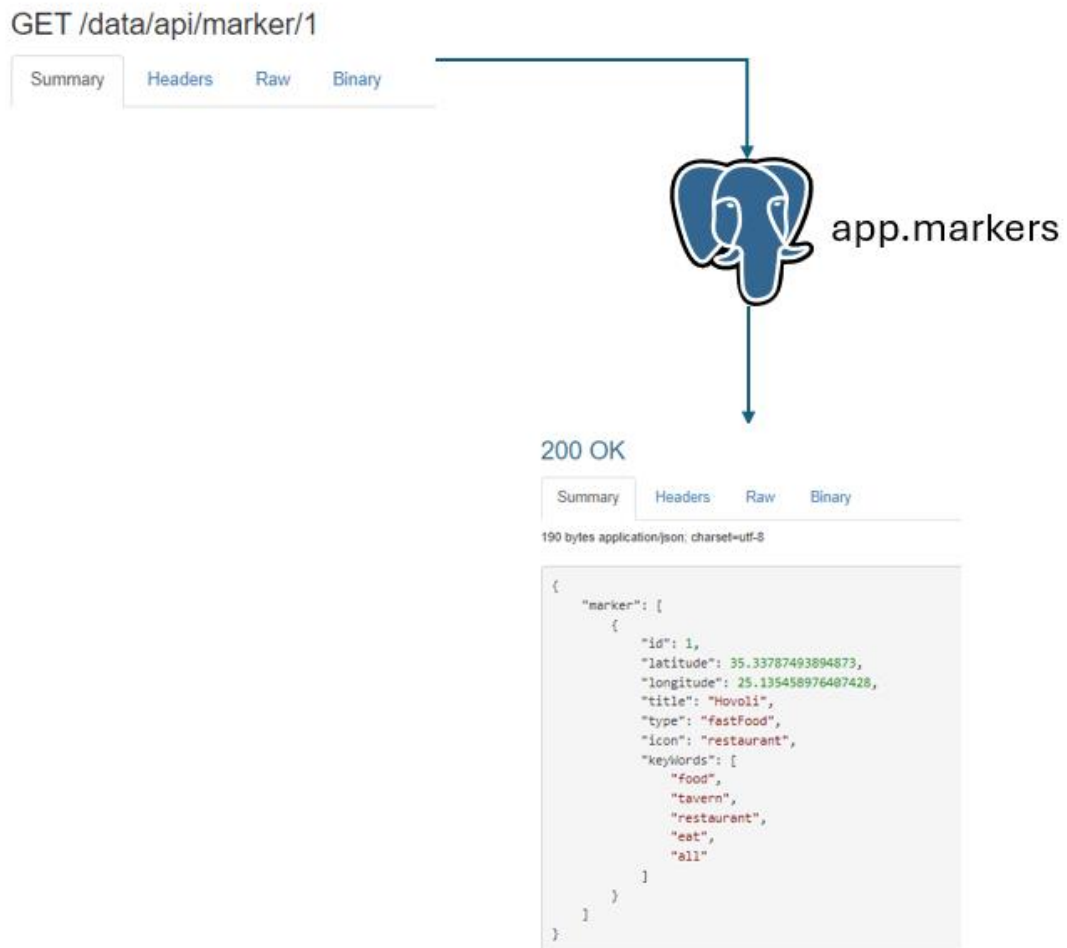 GET /data/api/marker/1
Summary Headers Raw Binary
app.markers
200 OK
Summary Headers Raw Binary
190 bytes application/json; charset=utf-8
{
"marker": [
{
"id": 1,
"latitude": 35.33787493894873,
"longitude": 25.135458976407428,
"title": "Hovoli",
"type": "fastFood",
"icon": "restaurant",
"keyWords": [
"food",
"tavern",
"restaurant",
"eat",
"all"
]
}
]
}